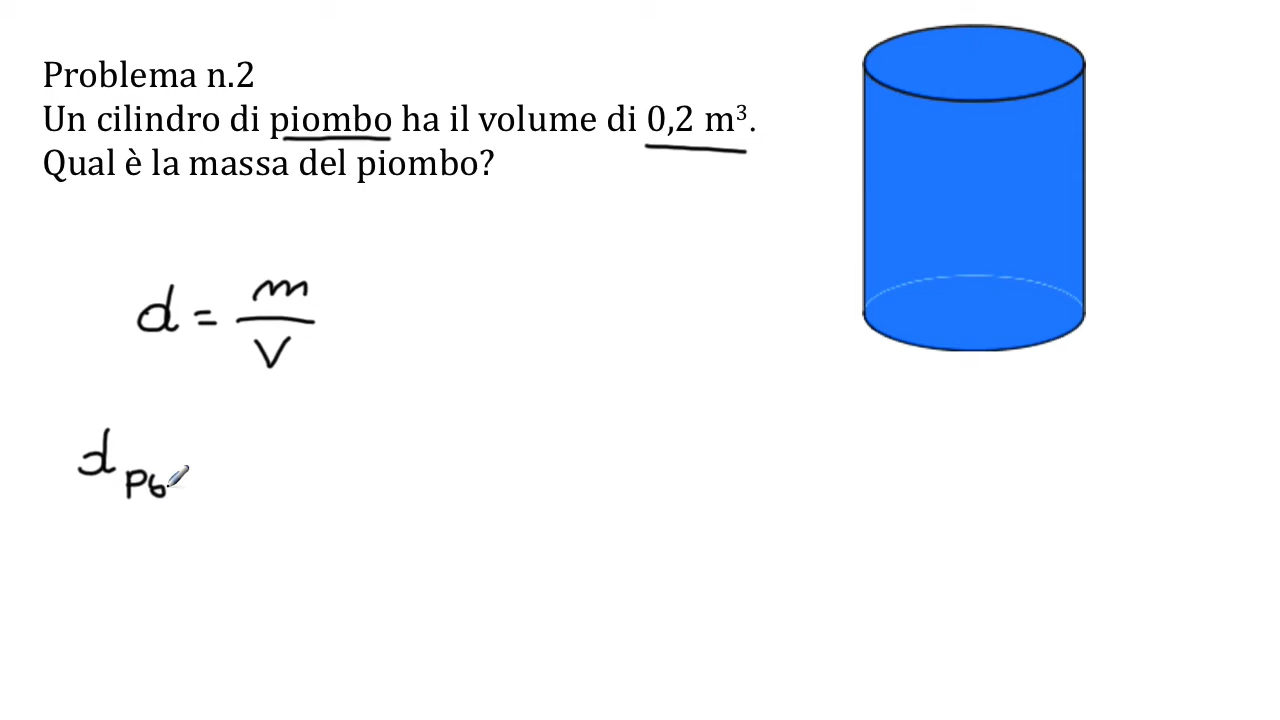 Problema n.2
Un cilindro di piombo ha il volume di 0,2 m³.
Qual è la massa del piombo?
d = m/V
d Pb